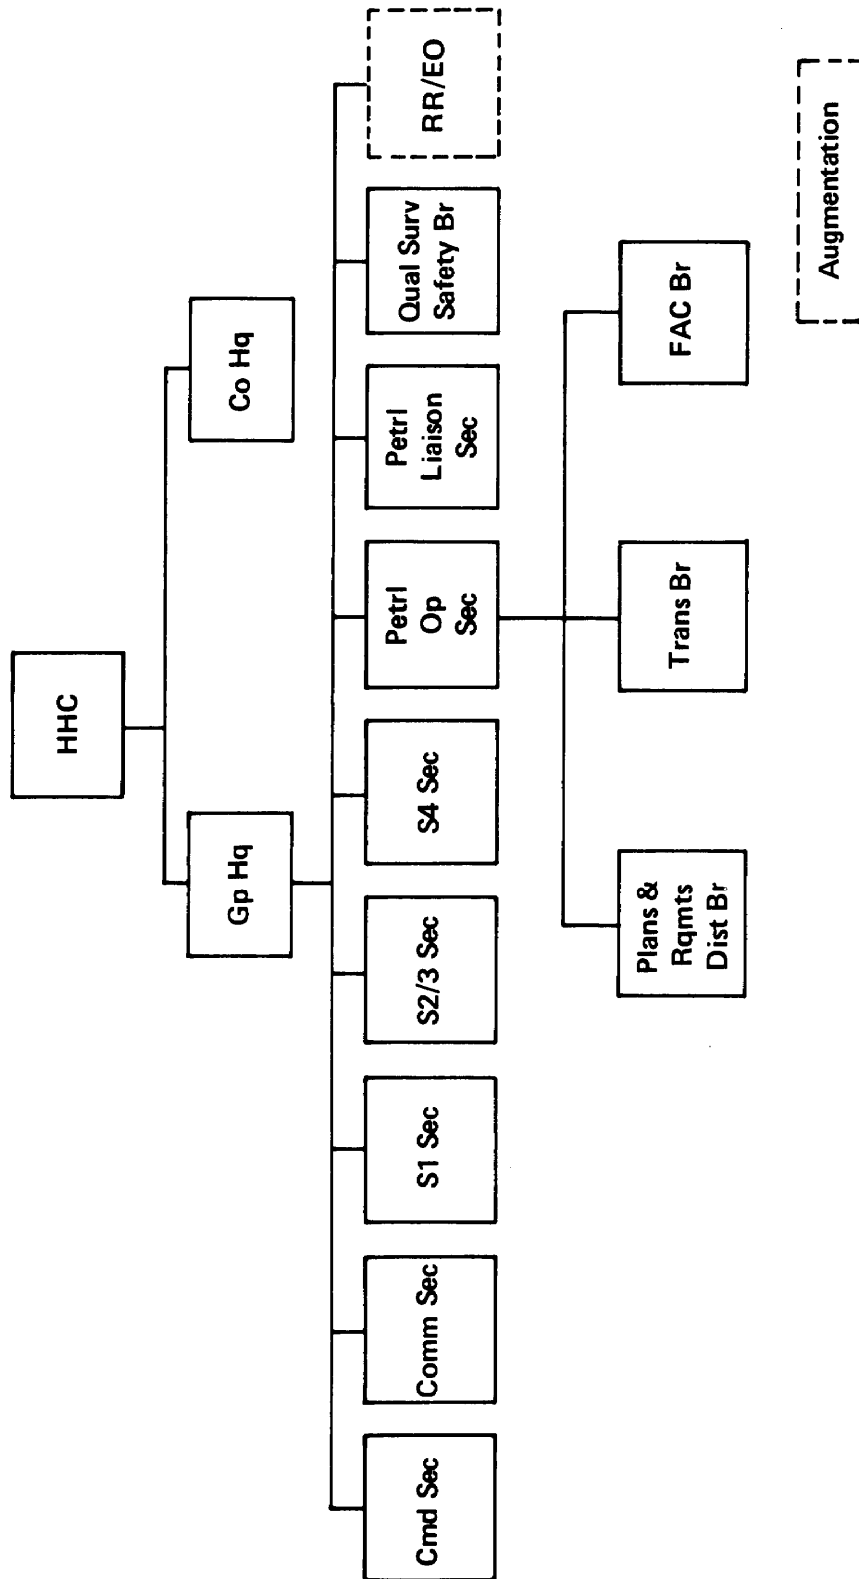 HHC
Gp Hq
Co Hq
Cmd Sec
Comm Sec
S1 Sec
S2/3 Sec
S4 Sec
Petrl
Op
Sec
Petrl
Liaison
Sec
Qual Surv
Safety Br
RR/EO
Plans &
Rqmts
Dist Br
Trans Br
FAC Br
Augmentation